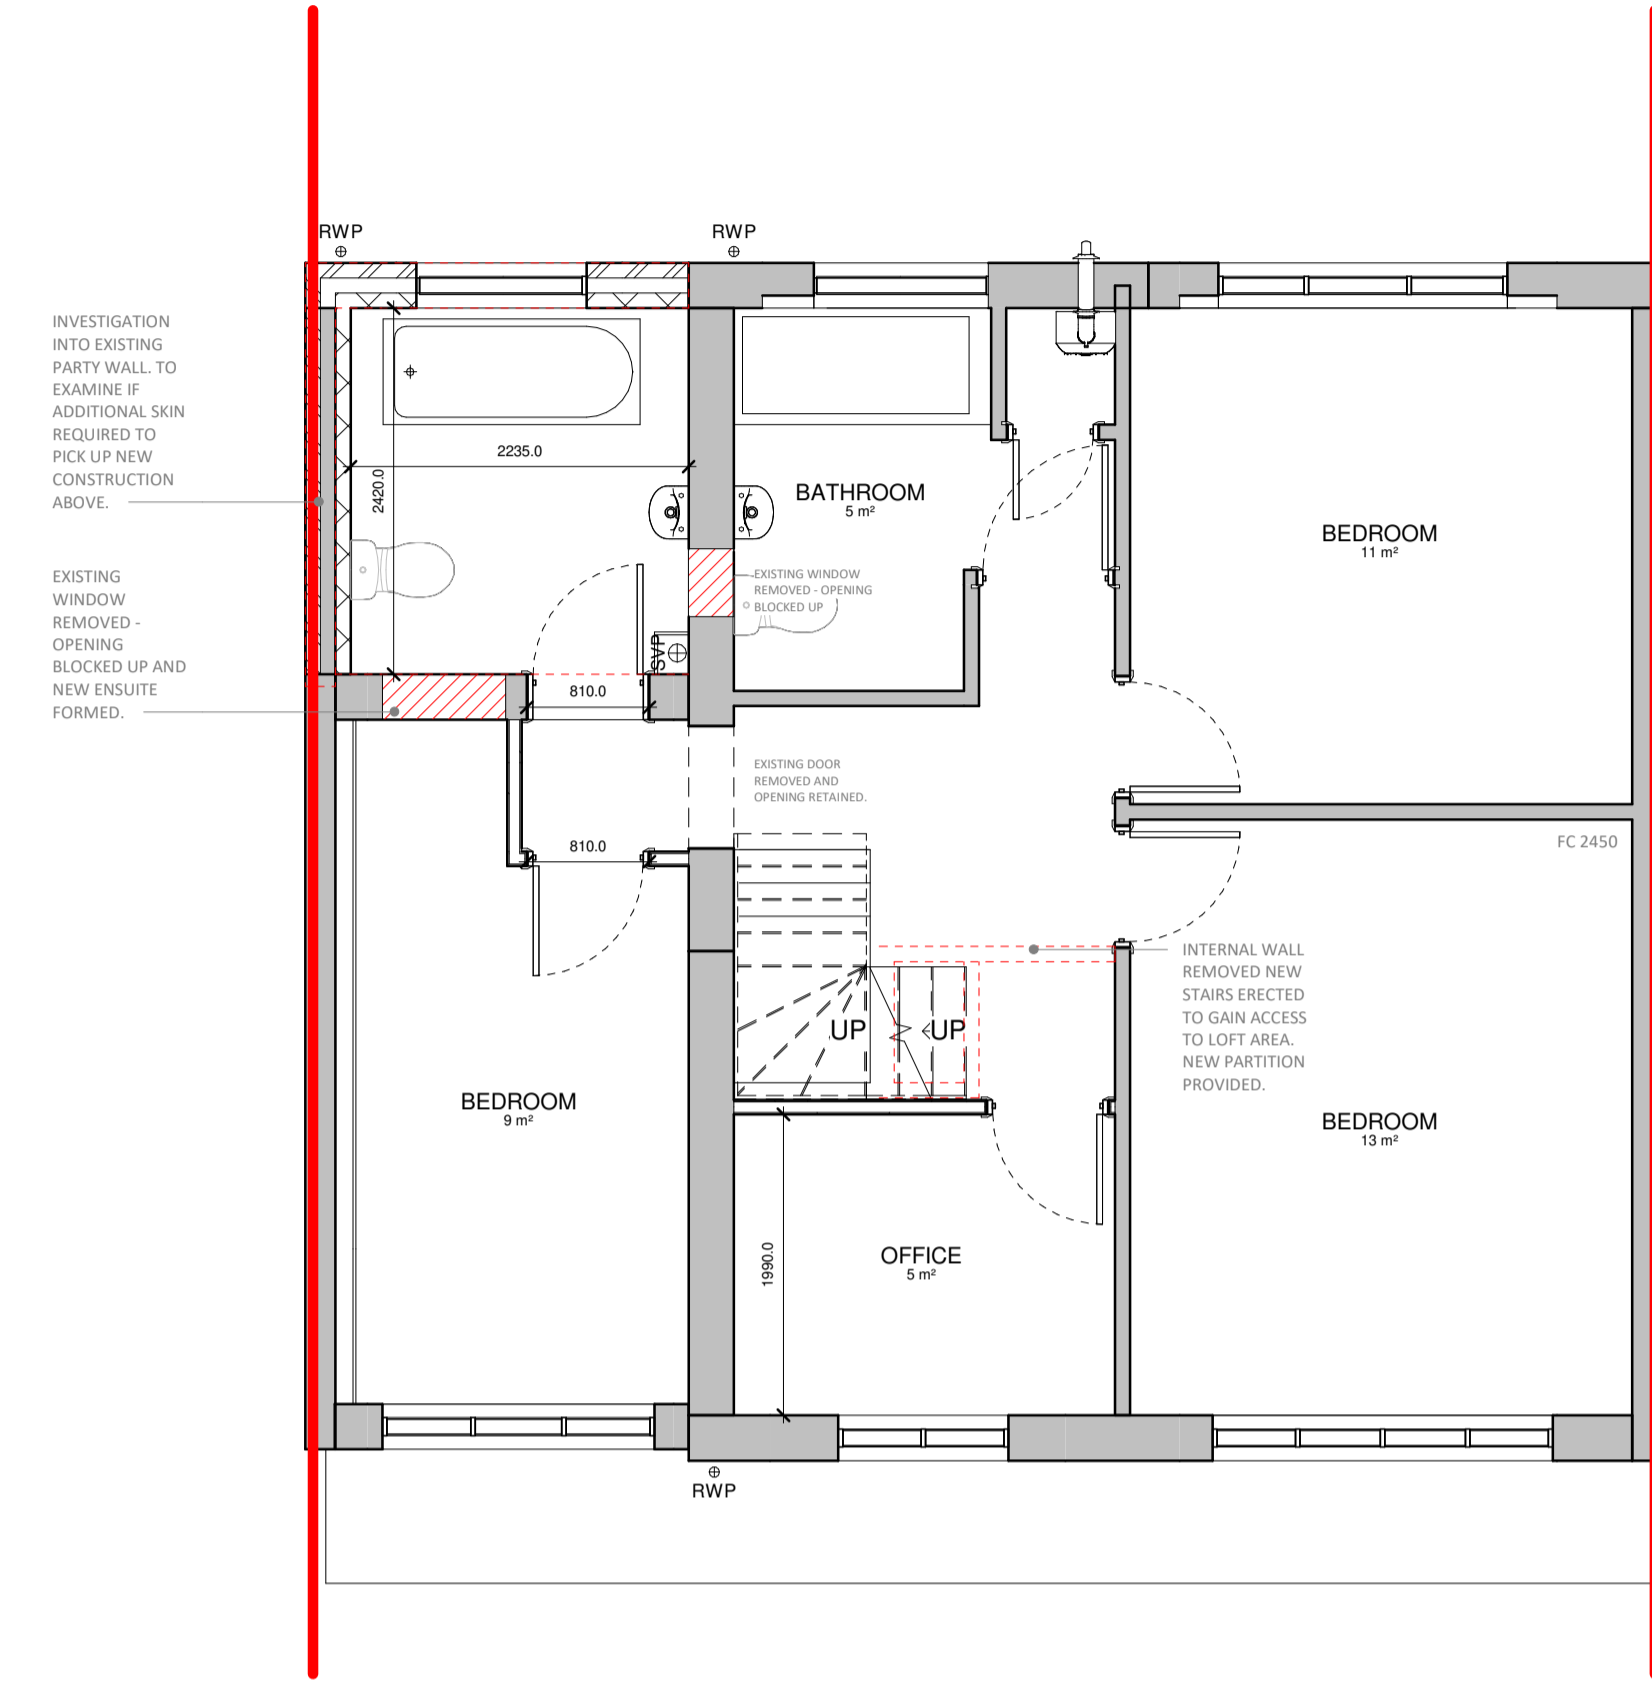 RWP
RWP
INVESTIGATION
INTO EXISTING
PARTY WALL. TO
EXAMINE IF
ADDITIONAL SKIN
REQUIRED TO
PICK UP NEW
CONSTRUCTION
ABOVE.
2235.0
2420.0
BATHROOM
5 m²
BEDROOM
11 m²
EXISTING
WINDOW
REMOVED -
OPENING
BLOCKED UP AND
NEW ENSUITE
FORMED.
EXISTING WINDOW
REMOVED - OPENING
BLOCKED UP
SVP
810.0
EXISTING DOOR
REMOVED AND
OPENING RETAINED.
810.0
FC 2450
INTERNAL WALL
REMOVED NEW
STAIRS ERECTED
TO GAIN ACCESS
TO LOFT AREA.
NEW PARTITION
PROVIDED.
UP
UP
BEDROOM
9 m²
BEDROOM
13 m²
OFFICE
5 m²
1990.0
RWP